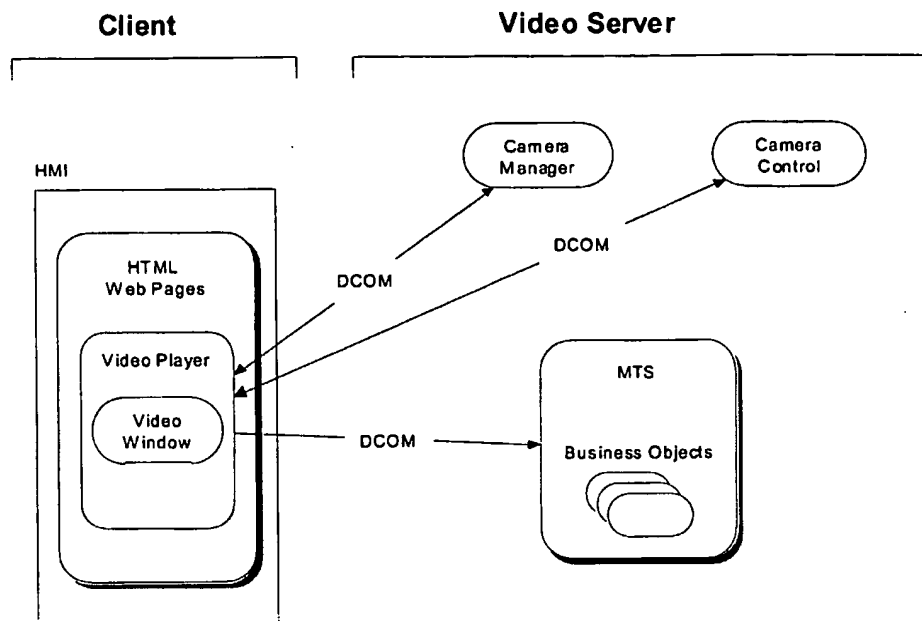 Client
Video Server
Camera
Manager
Camera
Control
HMI
HTML
Web Pages
DCOM
DCOM
Video Player
Video
Window
DCOM
MTS
Business Objects